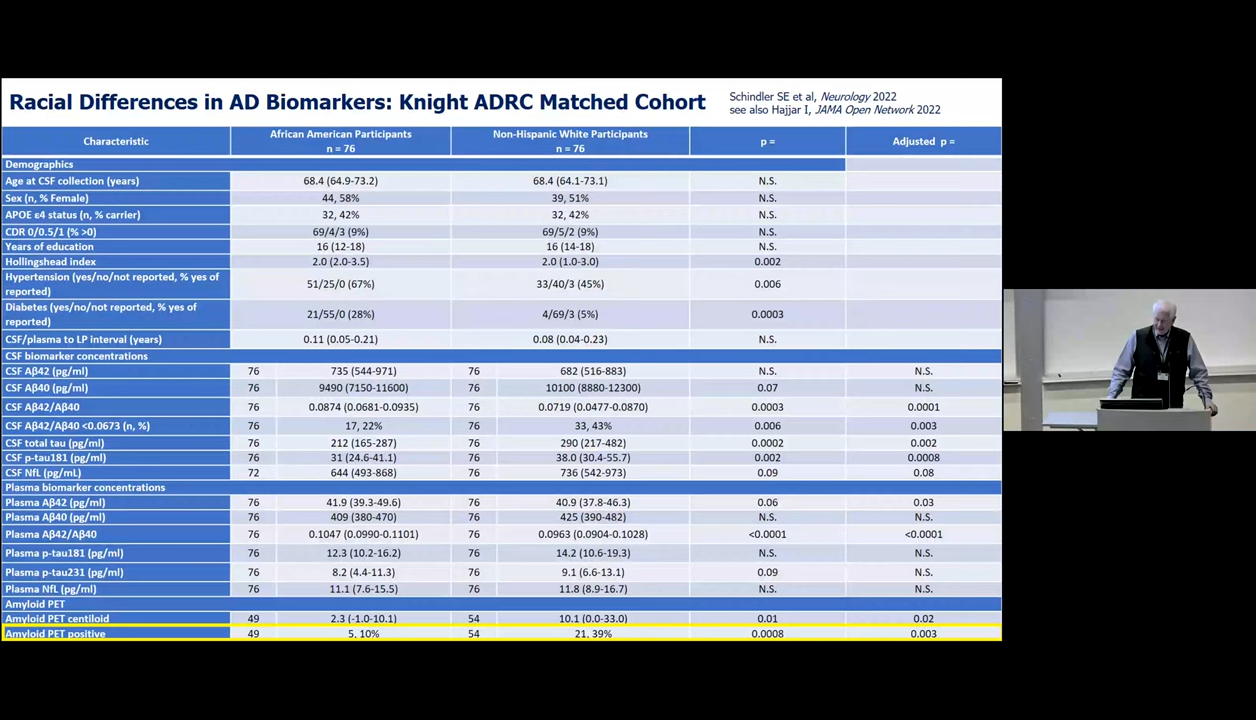 Racial Differences in AD Biomarkers: Knight ADRC Matched Cohort
Schindler SE et al, Neurology 2022
see also Hajjar I, JAMA Open Network 2022
Characteristic African American Participants n = 76 Non-Hispanic White Participants n = 76 p = Adjusted p =
Demographics
Age at CSF collection (years) 68.4 (64.9-73.2) 68.4 (64.1-73.1) N.S.
Sex (n, % Female) 44, 58% 39, 51% N.S.
APOE ε4 status (n, % carrier) 32, 42% 32, 42% N.S.
CDR 0/0.5/1 (% >0) 69/4/3 (9%) 69/5/2 (9%) N.S.
Years of education 16 (12-18) 16 (14-18) N.S.
Hollingshead index 2.0 (2.0-3.5) 2.0 (1.0-3.0) 0.002
Hypertension (yes/no/not reported, % yes of reported) 51/25/0 (67%) 33/40/3 (45%) 0.006
Diabetes (yes/no/not reported, % yes of reported) 21/55/0 (28%) 4/69/3 (5%) 0.0003
CSF/plasma to LP interval (years) 0.11 (0.05-0.21) 0.08 (0.04-0.23) N.S.
CSF biomarker concentrations
CSF Aβ42 (pg/ml) 76 735 (544-971) 76 682 (516-883) N.S. N.S.
CSF Aβ40 (pg/ml) 76 9490 (7150-11600) 76 10100 (8880-12300) 0.07 N.S.
CSF Aβ42/Aβ40 76 0.0874 (0.0681-0.0935) 76 0.0719 (0.0477-0.0870) 0.0003 0.0001
CSF Aβ42/Aβ40 <0.0673 (n, %) 76 17, 22% 76 33, 43% 0.006 0.003
CSF total tau (pg/ml) 76 212 (165-287) 76 290 (217-482) 0.0002 0.002
CSF p-tau181 (pg/ml) 76 31 (24.6-41.1) 76 38.0 (30.4-55.7) 0.002 0.0008
CSF NfL (pg/mL) 72 644 (493-868) 76 736 (542-973) 0.09 0.08
Plasma biomarker concentrations
Plasma Aβ42 (pg/ml) 76 41.9 (39.3-49.6) 76 40.9 (37.8-46.3) 0.06 0.03
Plasma Aβ40 (pg/ml) 76 409 (380-470) 76 425 (390-482) N.S. N.S.
Plasma Aβ42/Aβ40 76 0.1047 (0.0990-0.1101) 76 0.0963 (0.0904-0.1028) <0.0001 <0.0001
Plasma p-tau181 (pg/ml) 76 12.3 (10.2-16.2) 76 14.2 (10.6-19.3) N.S. N.S.
Plasma p-tau231 (pg/ml) 76 8.2 (4.4-11.3) 76 9.1 (6.6-13.1) 0.09 N.S.
Plasma NfL (pg/ml) 76 11.1 (7.6-15.5) 76 11.8 (8.9-16.7) N.S. N.S.
Amyloid PET
Amyloid PET centiloid 49 2.3 (-1.0-10.1) 54 10.1 (0.0-33.0) 0.01 0.02
Amyloid PET positive 49 5, 10% 54 21, 39% 0.0008 0.003